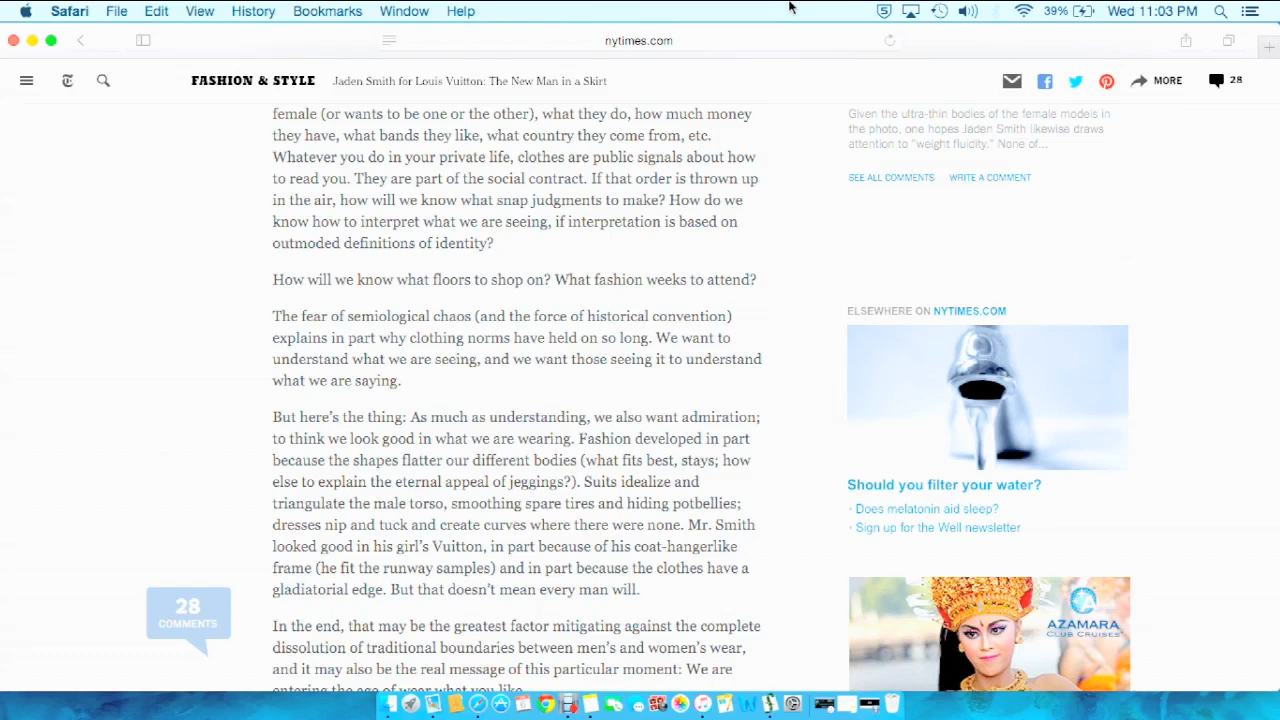 Safari File Edit View History Bookmarks Window Help
5 39% Wed 11:03 PM
nytimes.com
FASHION & STYLE Jaden Smith for Louis Vuitton: The New Man in a Skirt
MORE 28
female (or wants to be one or the other), what they do, how much money
they have, what bands they like, what country they come from, etc.
Whatever you do in your private life, clothes are public signals about how
to read you. They are part of the social contract. If that order is thrown up
in the air, how will we know what snap judgments to make? How do we
know how to interpret what we are seeing, if interpretation is based on
outmoded definitions of identity?
How will we know what floors to shop on? What fashion weeks to attend?
The fear of semiological chaos (and the force of historical convention)
explains in part why clothing norms have held on so long. We want to
understand what we are seeing, and we want those seeing it to understand
what we are saying.
But here's the thing: As much as understanding, we also want admiration;
to think we look good in what we are wearing. Fashion developed in part
because the shapes flatter our different bodies (what fits best, stays; how
else to explain the eternal appeal of jeggings?). Suits idealize and
triangulate the male torso, smoothing spare tires and hiding potbellies;
dresses nip and tuck and create curves where there were none. Mr. Smith
looked good in his girl's Vuitton, in part because of his coat-hangerlike
frame (he fit the runway samples) and in part because the clothes have a
gladiatorial edge. But that doesn't mean every man will.
In the end, that may be the greatest factor mitigating against the complete
dissolution of traditional boundaries between men's and women's wear,
and it may also be the real message of this particular moment: We are
entering the age of wear what you like.
28
COMMENTS
Given the ultra-thin bodies of the female models in
the photo, one hopes Jaden Smith likewise draws
attention to "weight fluidity." None of...
SEE ALL COMMENTS WRITE A COMMENT
ELSEWHERE ON NYTIMES.COM
Should you filter your water?
· Does melatonin aid sleep?
· Sign up for the Well newsletter
AZAMARA
CLUB CRUISES